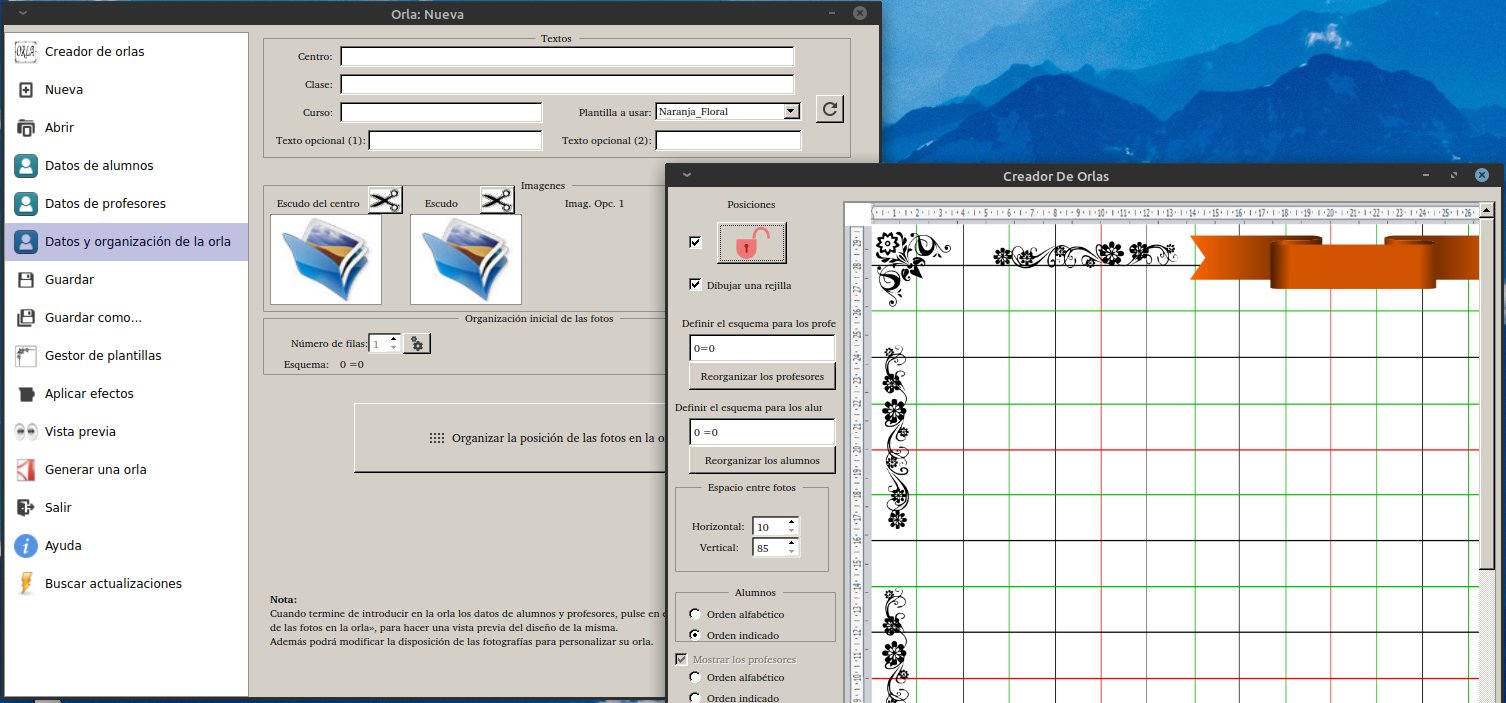 Orla: Nueva
Creador de orlas
Nueva
Abrir
Datos de alumnos
Datos de profesores
Datos y organización de la orla
Guardar
Guardar como...
Gestor de plantillas
Aplicar efectos
Vista previa
Generar una orla
Salir
Ayuda
Buscar actualizaciones
Textos
Centro:
Clase:
Curso:
Plantilla a usar: Naranja_Floral
Texto opcional (1):
Texto opcional (2):
Imagenes
Escudo del centro
Escudo
Imag. Opc. 1
Organización inicial de las fotos
Número de filas: 1
Esquema: 0 =0
Organizar la posición de las fotos en la o
Nota:
Cuando termine de introducir en la orla los datos de alumnos y profesores, pulse en
de las fotos en la orla», para hacer una vista previa del diseño de la misma.
Además podrá modificar la disposición de las fotografías para personalizar su orla.
Creador De Orlas
Posiciones
Dibujar una rejilla
Definir el esquema para los profe
0=0
Reorganizar los profesores
Definir el esquema para los alur
0 =0
Reorganizar los alumnos
Espacio entre fotos
Horizontal: 10
Vertical: 85
Alumnos
Orden alfabético
Orden indicado
Mostrar los profesores
Orden alfabético
Orden indicado
1 2 3 4 5 6 7 8 9 10 11 12 13 14 15 16 17 18 19 20 21 22 23 24 25 26
29
28
27
26
25
24
23
22
21
20
19
18
17
16
15
14
13
12
11
10
9